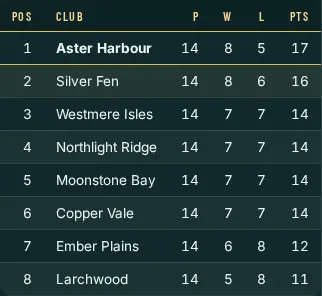 POS CLUB P W L PTS
1 Aster Harbour 14 8 5 17
2 Silver Fen 14 8 6 16
3 Westmere Isles 14 7 7 14
4 Northlight Ridge 14 7 7 14
5 Moonstone Bay 14 7 7 14
6 Copper Vale 14 7 7 14
7 Ember Plains 14 6 8 12
8 Larchwood 14 5 8 11